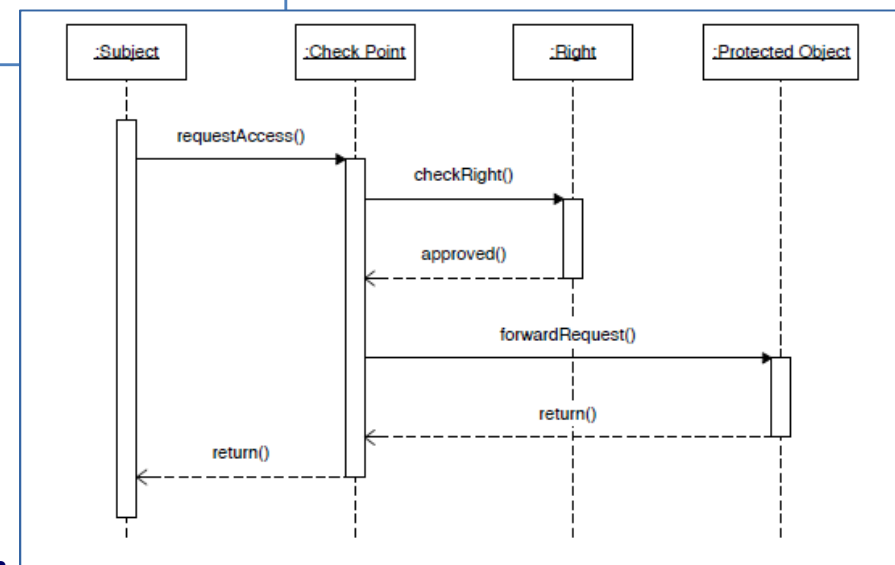 :Subject
:Check Point
:Right
:Protected Object
requestAccess()
checkRight()
approved()
forwardRequest()
return()
return()